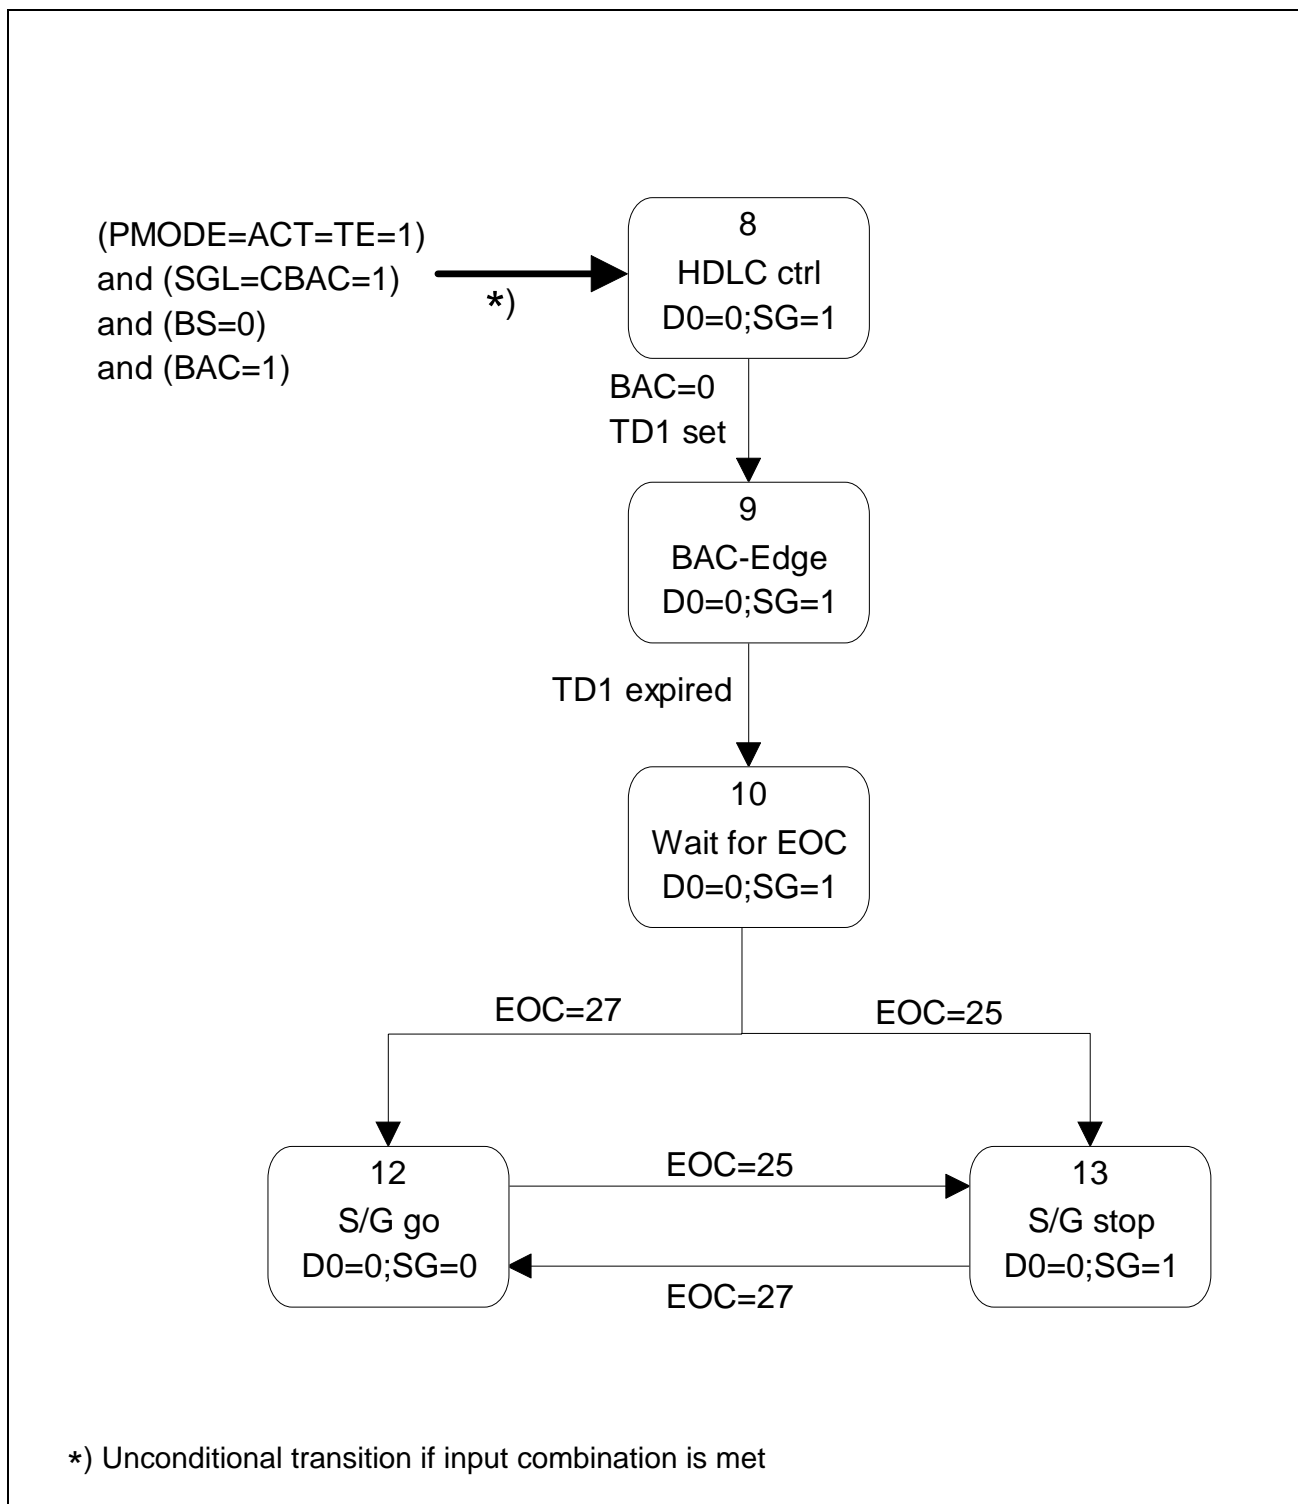 (PMODE=ACT=TE=1)
and (SGL=CBAC=1)
and (BS=0)
and (BAC=1)
*)
8
HDLC ctrl
D0=0;SG=1
BAC=0
TD1 set
9
BAC-Edge
D0=0;SG=1
TD1 expired
10
Wait for EOC
D0=0;SG=1
EOC=27
EOC=25
12
S/G go
D0=0;SG=0
EOC=25
EOC=27
13
S/G stop
D0=0;SG=1
*) Unconditional transition if input combination is met